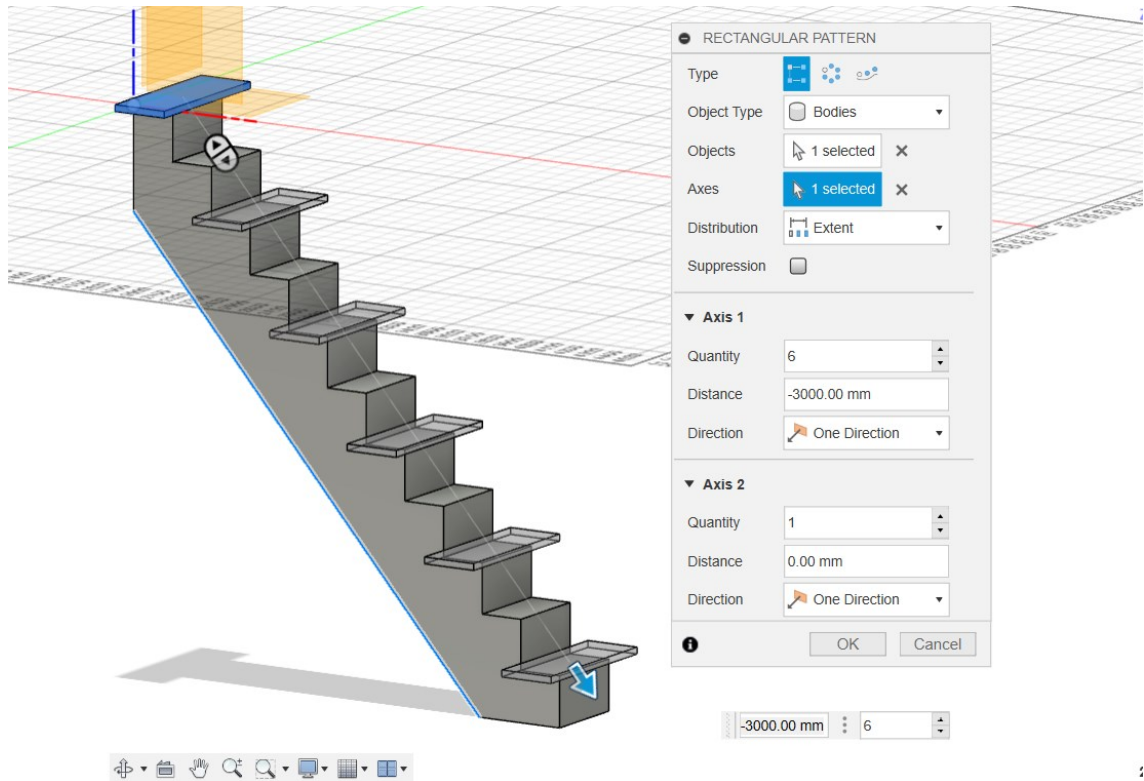 RECTANGULAR PATTERN
Type
Object Type Bodies
Objects 1 selected
Axes 1 selected
Distribution Extent
Suppression
Axis 1
Quantity 6
Distance -3000.00 mm
Direction One Direction
Axis 2
Quantity 1
Distance 0.00 mm
Direction One Direction
OK Cancel
-3000.00 mm 6